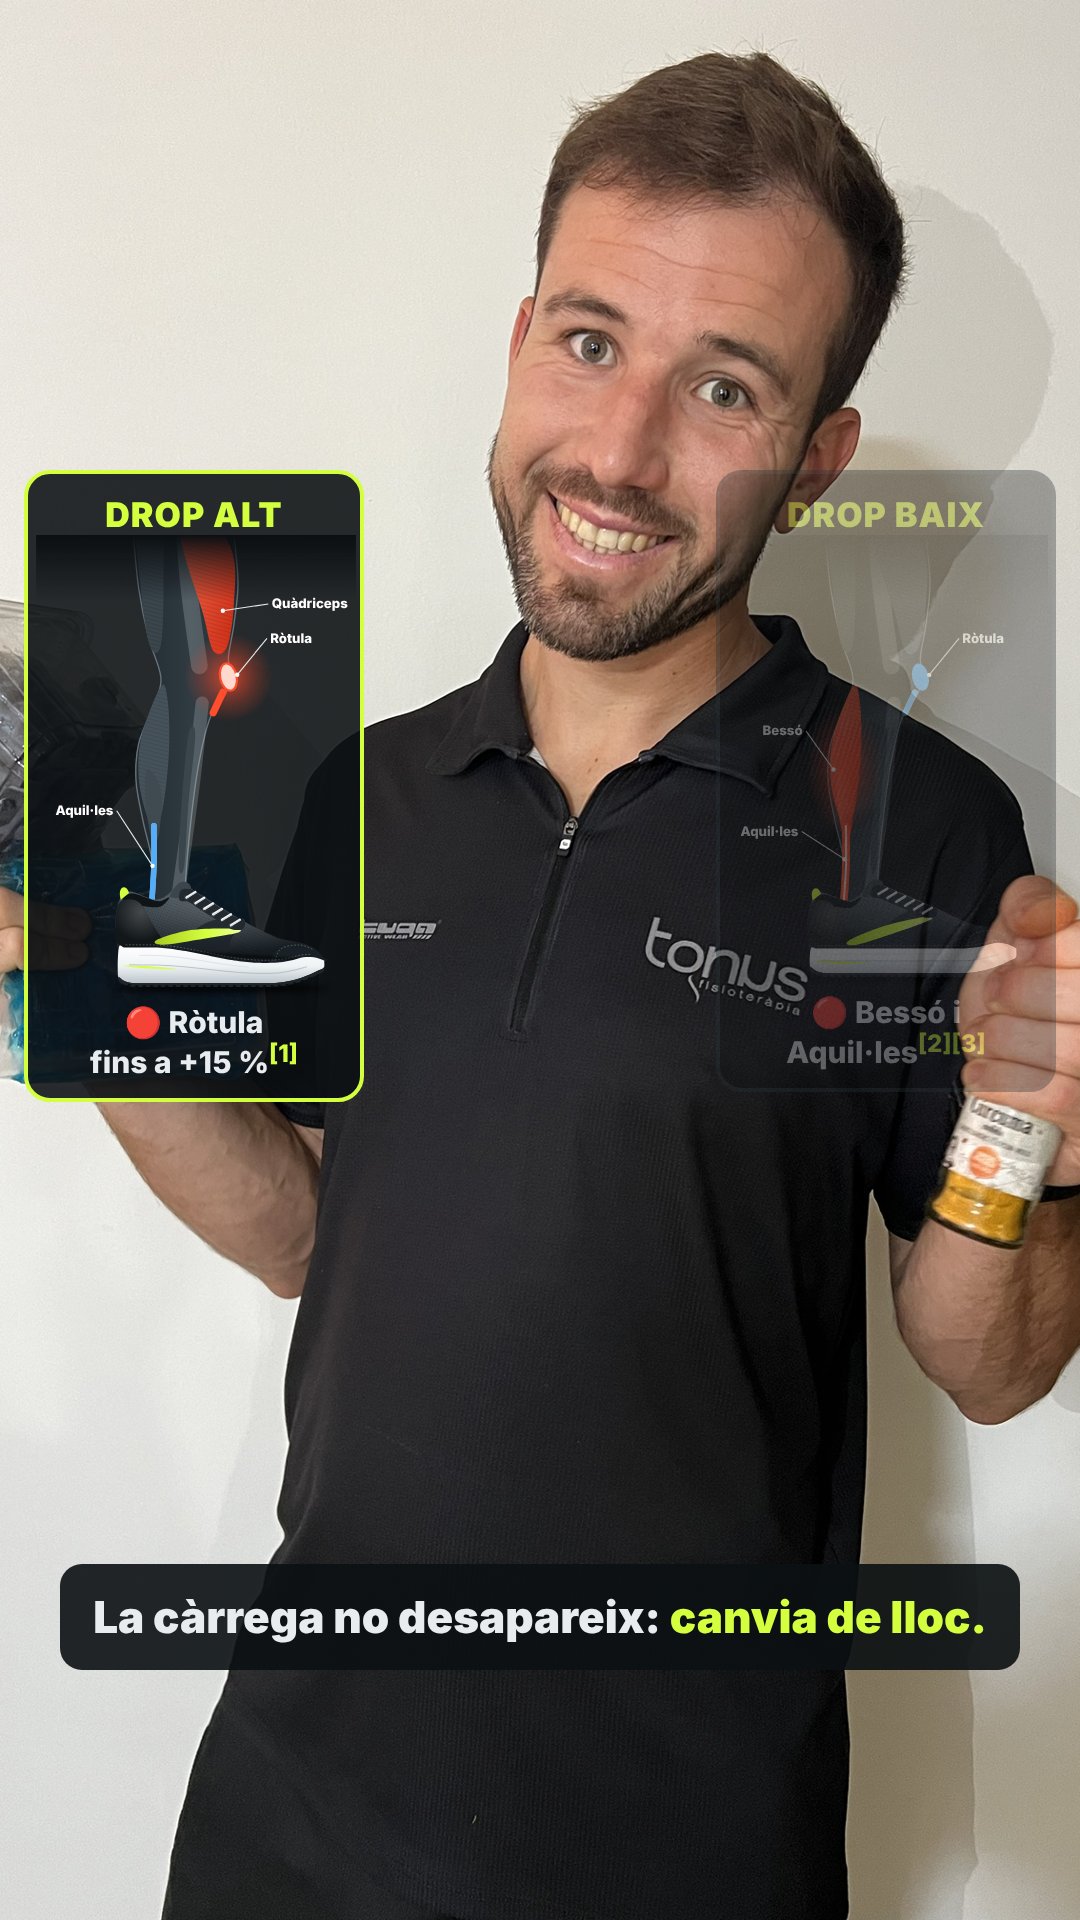 DROP ALT
Quàdriceps
Ròtula
Aquil·les
🔴 Ròtula
fins a +15 %[1]
DROP BAIX
Ròtula
Bessó
Aquil·les
🔴 Bessó i
Aquil·les[2][3]
tonus
fisioteràpia
Curcuma
La càrrega no desapareix: canvia de lloc.